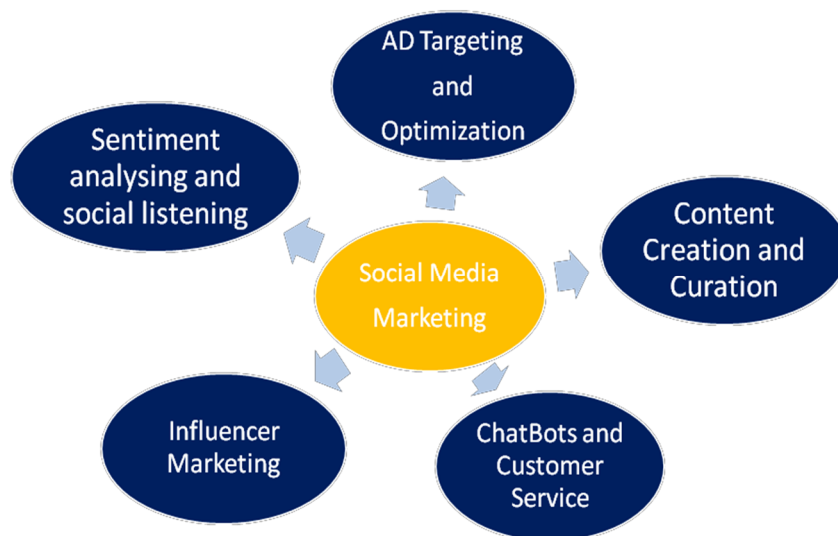 AD Targeting
and
Optimization
Sentiment
analysing and
social listening
Content
Creation and
Curation
Social Media
Marketing
Influencer
Marketing
ChatBots and
Customer
Service